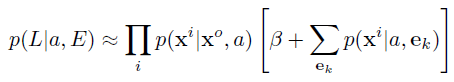 p(L|a, E) ≈ ∏_i p(x^i|x^o, a) [β + ∑_{e_k} p(x^i|a, e_k)]